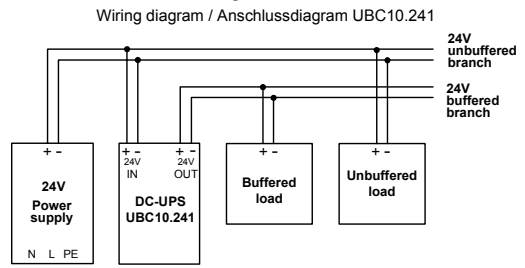 Wiring diagram / Anschlussdiagram UBC10.241
24V
unbuffered
branch
24V
buffered
branch
+ -
24V
Power
supply
N L PE
+ -
24V
IN
+ -
24V
OUT
DC-UPS
UBC10.241
+ -
Buffered
load
+ -
Unbuffered
load